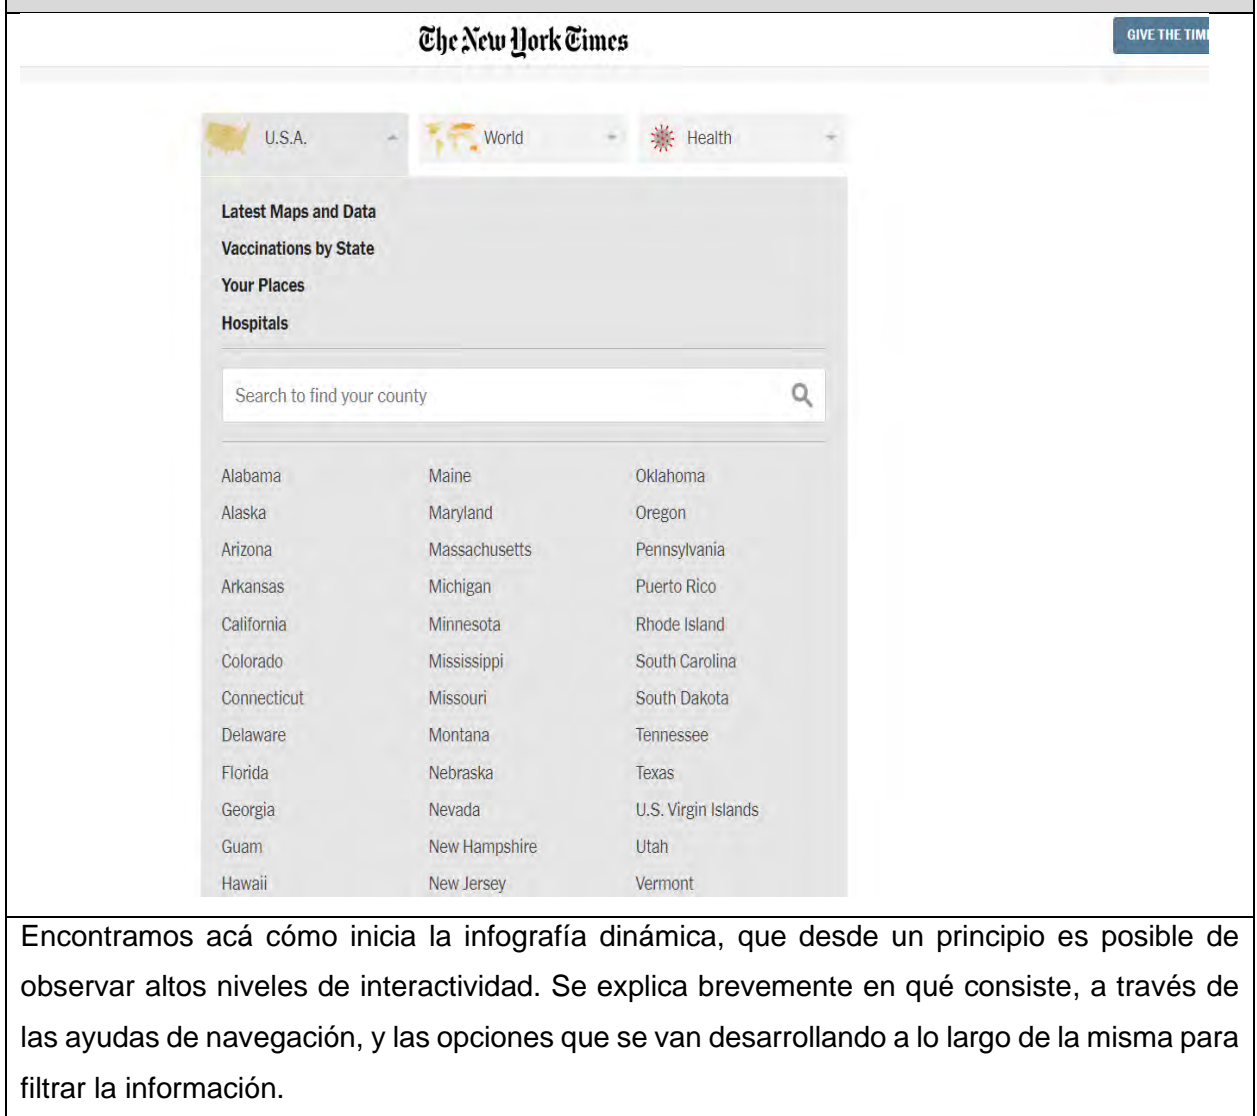 The New York Times
GIVE THE TIM
U.S.A.
World
Health
Latest Maps and Data
Vaccinations by State
Your Places
Hospitals
Search to find your county
Alabama Maine Oklahoma
Alaska Maryland Oregon
Arizona Massachusetts Pennsylvania
Arkansas Michigan Puerto Rico
California Minnesota Rhode Island
Colorado Mississippi South Carolina
Connecticut Missouri South Dakota
Delaware Montana Tennessee
Florida Nebraska Texas
Georgia Nevada U.S. Virgin Islands
Guam New Hampshire Utah
Hawaii New Jersey Vermont
Encontramos acá cómo inicia la infografía dinámica, que desde un principio es posible de
observar altos niveles de interactividad. Se explica brevemente en qué consiste, a través de
las ayudas de navegación, y las opciones que se van desarrollando a lo largo de la misma para
filtrar la información.